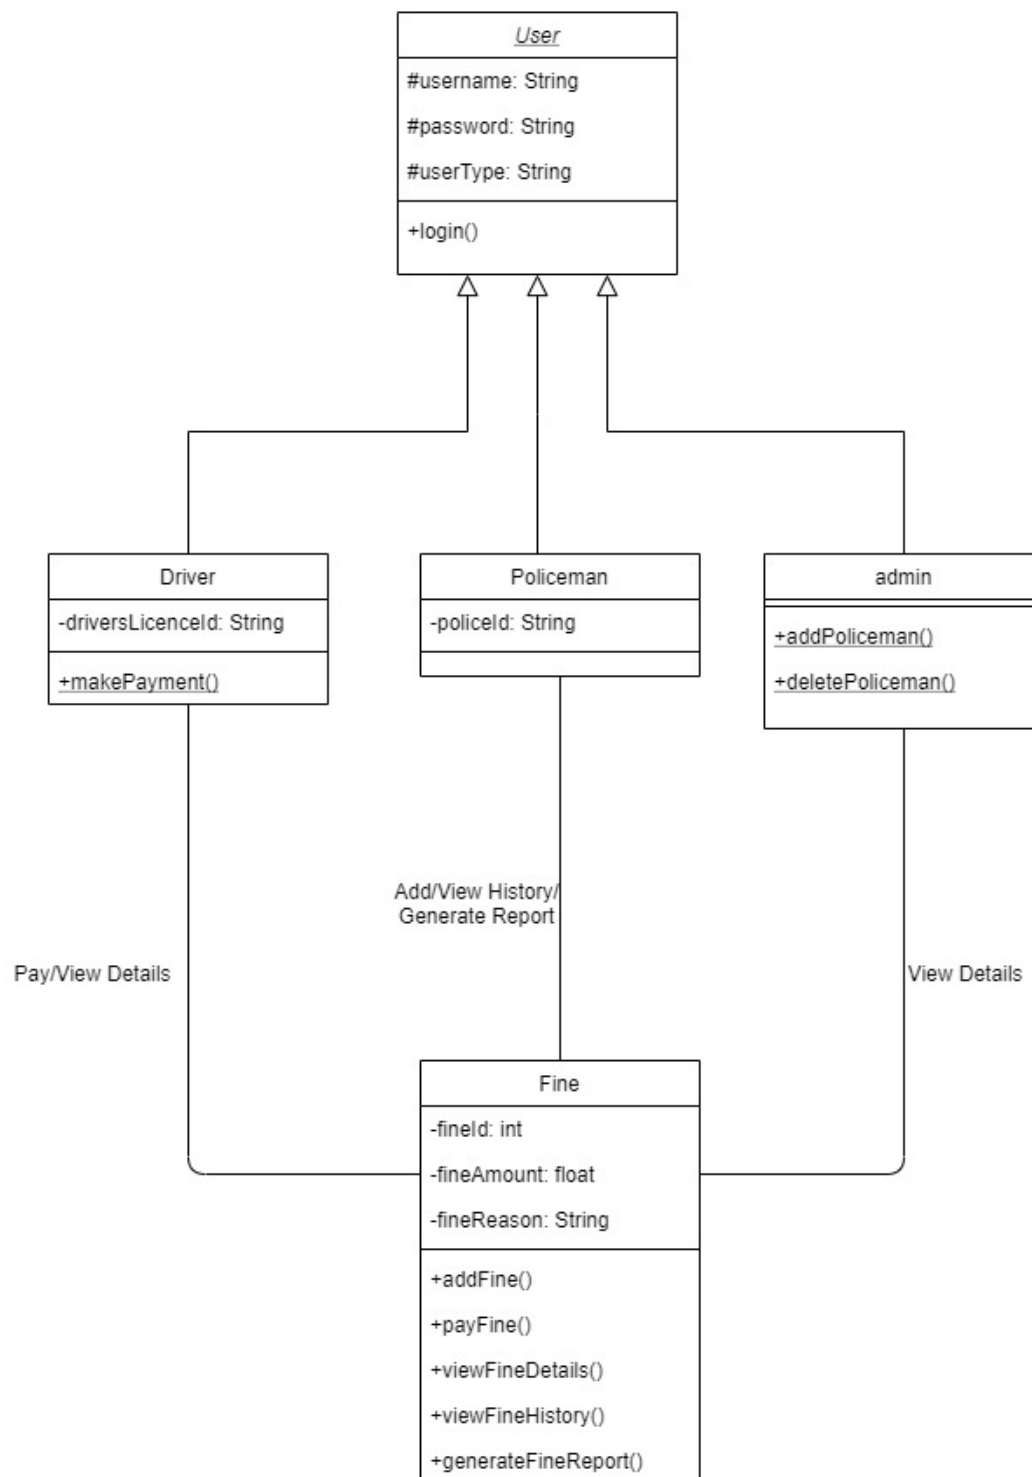 User
#username: String
#password: String
#userType: String
+login()
Driver
-driversLicenceId: String
+makePayment()
Policeman
-policeId: String
admin
+addPoliceman()
+deletePoliceman()
Add/View History/
Generate Report
Pay/View Details
View Details
Fine
-fineId: int
-fineAmount: float
-fineReason: String
+addFine()
+payFine()
+viewFineDetails()
+viewFineHistory()
+generateFineReport()